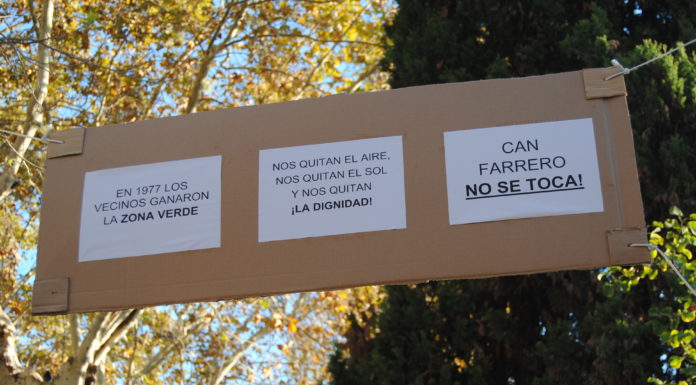 EN 1977 LOS
VECINOS GANARON
LA ZONA VERDE
NOS QUITAN EL AIRE,
NOS QUITAN EL SOL
Y NOS QUITAN
¡LA DIGNIDAD!
CAN
FARRERO
NO SE TOCA!